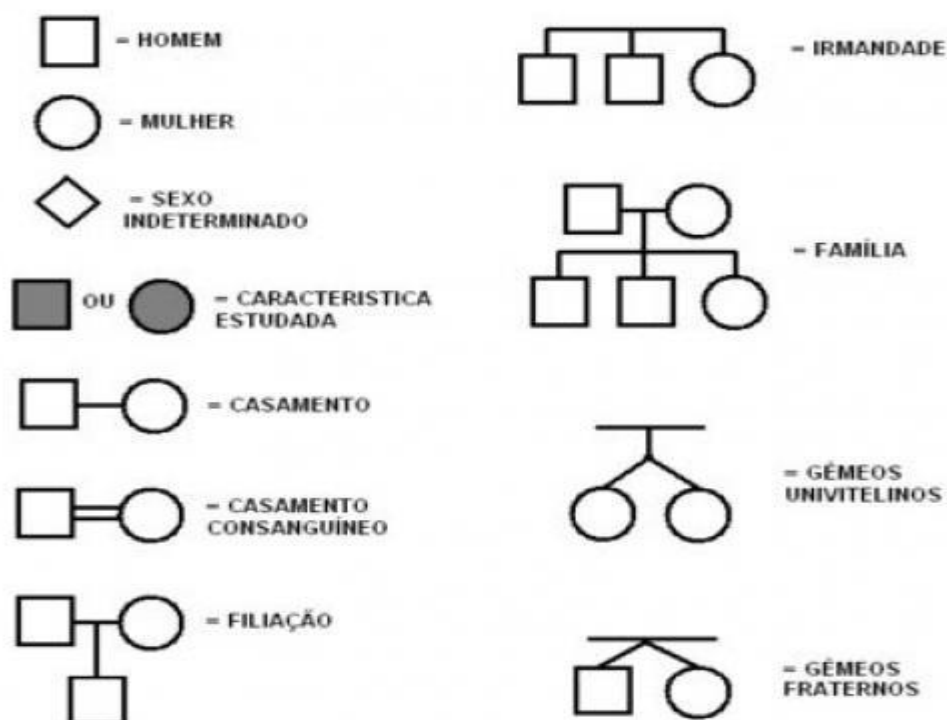 = HOMEM
= MULHER
= SEXO
INDETERMINADO
OU
= CARACTERISTICA
ESTUDADA
= CASAMENTO
= CASAMENTO
CONSANGUÍNEO
= FILIAÇÃO
= IRMANDADE
= FAMÍLIA
= GÊMEOS
UNIVITELINOS
= GÊMEOS
FRATERNOS